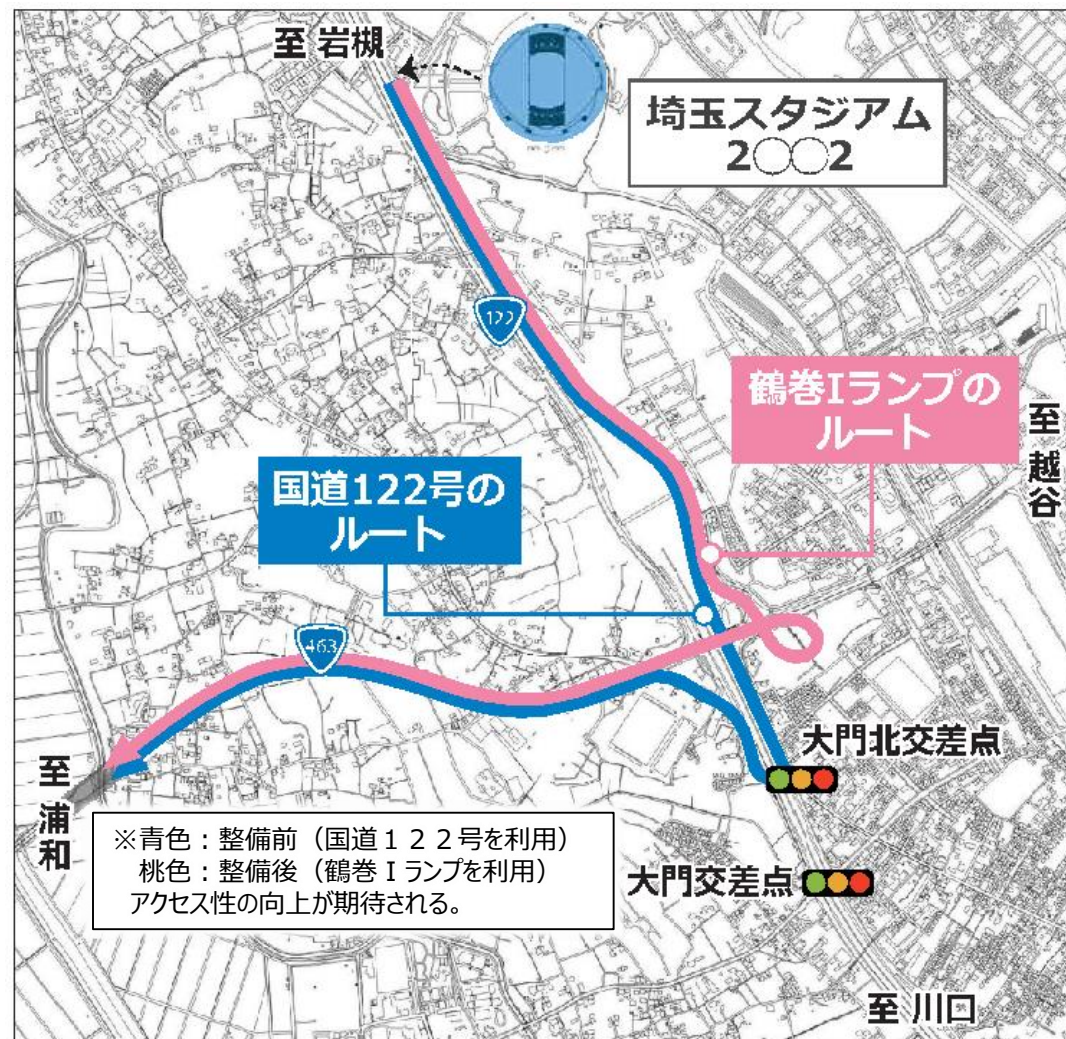 至 岩槻
埼玉スタジアム
2○○2
122
鶴巻Iランプの
ルート
至越谷
国道122号の
ルート
463
大門北交差点
至浦和
※青色：整備前（国道１２２号を利用）
桃色：整備後（鶴巻Ｉランプを利用）
アクセス性の向上が期待される。
大門交差点
至 川口